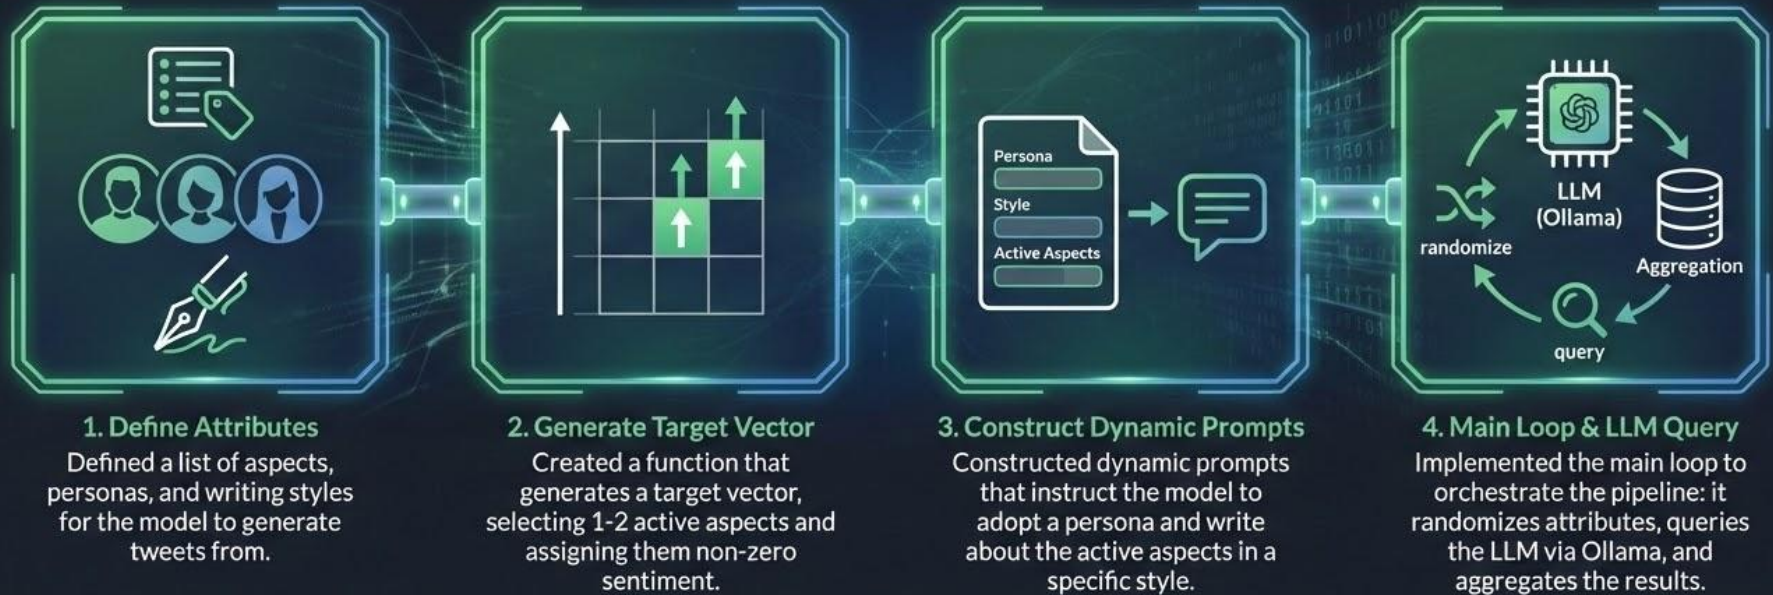 Persona
Style
Active Aspects
LLM
(Ollama)
randomize
Aggregation
query
1. Define Attributes
Defined a list of aspects,
personas, and writing styles
for the model to generate
tweets from.
2. Generate Target Vector
Created a function that
generates a target vector,
selecting 1-2 active aspects and
assigning them non-zero
sentiment.
3. Construct Dynamic Prompts
Constructed dynamic prompts
that instruct the model to
adopt a persona and write
about the active aspects in a
specific style.
4. Main Loop & LLM Query
Implemented the main loop to
orchestrate the pipeline: it
randomizes attributes, queries
the LLM via Ollama, and
aggregates the results.